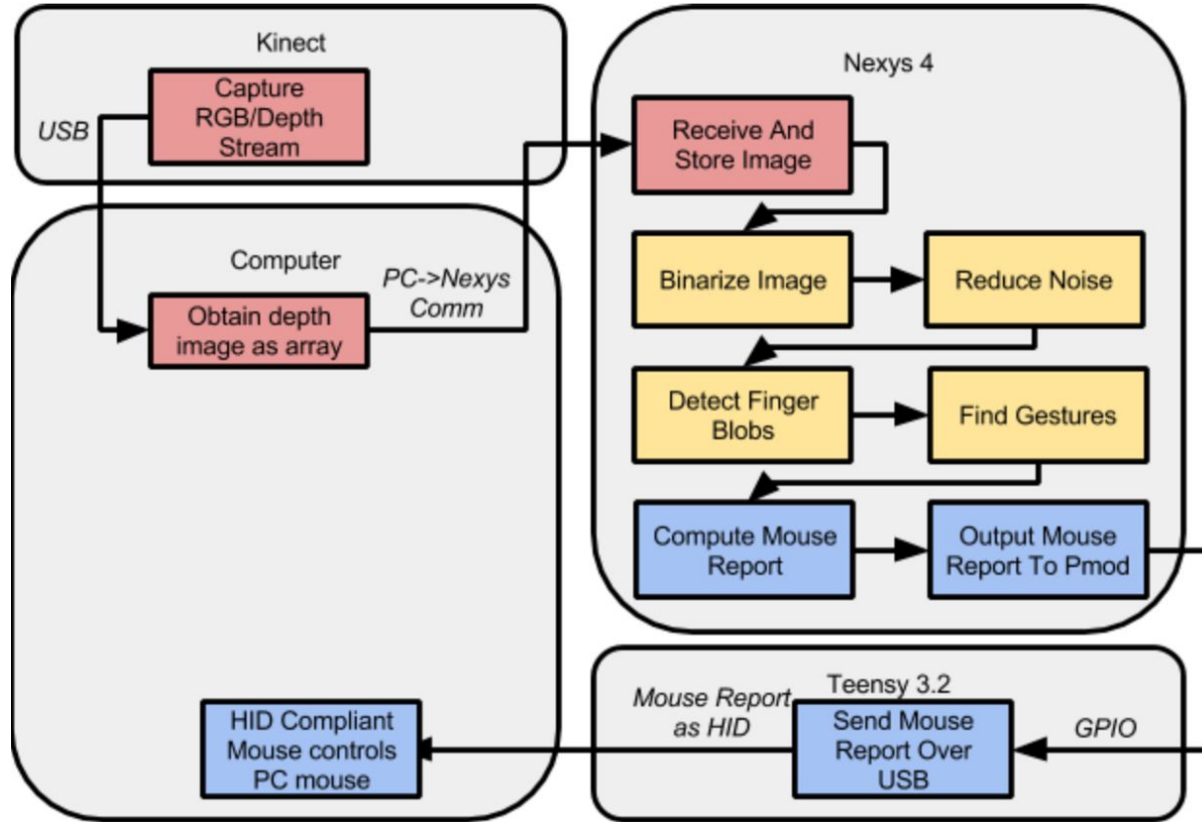 Kinect
Capture
RGB/Depth
Stream
USB
Computer
Obtain depth
image as array
PC->Nexys
Comm
Nexys 4
Receive And
Store Image
Binarize Image
Reduce Noise
Detect Finger
Blobs
Find Gestures
Compute Mouse
Report
Output Mouse
Report To Pmod
Teensy 3.2
GPIO
Send Mouse
Report Over
USB
Mouse Report
as HID
HID Compliant
Mouse controls
PC mouse